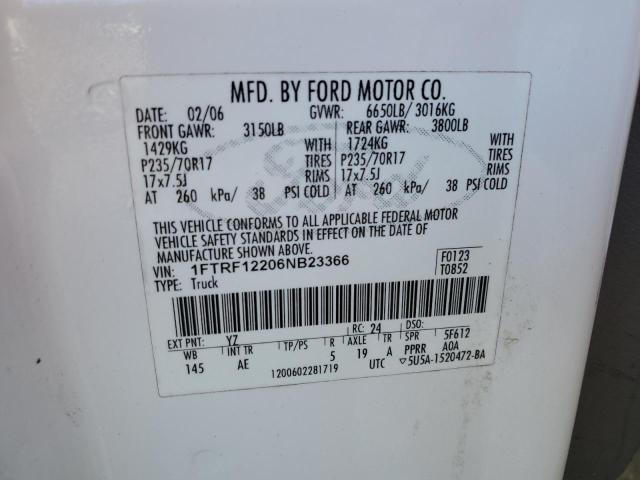 MFD. BY FORD MOTOR CO.
DATE: 02/06 GVWR: 6650LB/ 3016KG
FRONT GAWR: 3150LB REAR GAWR: 3800LB
1429KG 1724KG
P235/70R17 TIRES P235/70R17 TIRES
17x7.5J RIMS 17x7.5J RIMS
AT 260 kPa/ 38 PSI COLD AT 260 kPa/ 38 PSI COLD
THIS VEHICLE CONFORMS TO ALL APPLICABLE FEDERAL MOTOR
VEHICLE SAFETY STANDARDS IN EFFECT ON THE DATE OF
MANUFACTURE SHOWN ABOVE.
VIN: 1FTRF12206NB23366 F0123
TYPE: Truck T0852
EXT PNT: YZ RC: 24 DSO:
WB INT TR TP/PS R AXLE TR SPR 5F612
145 AE 5 19 A PPRR A0A
1200602281719 UTC ▽5U5A-1520472-BA